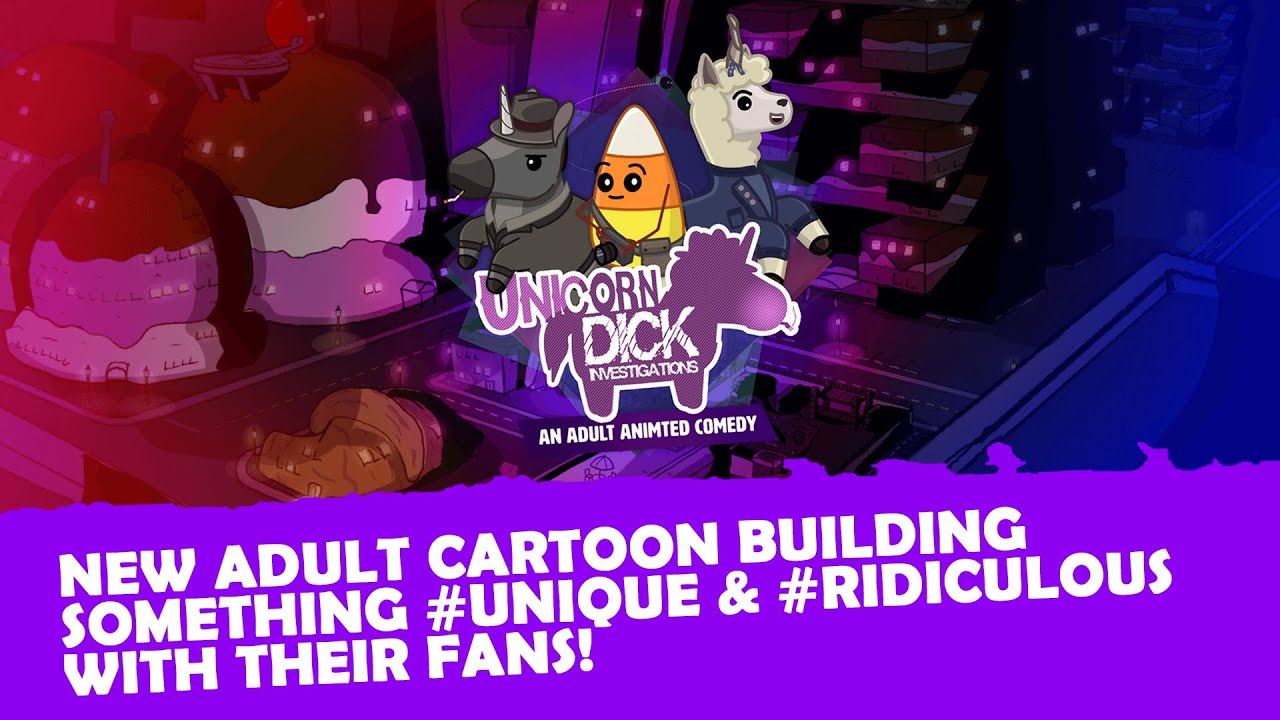 UNICORN
DICK
INVESTIGATIONS
AN ADULT ANIMTED COMEDY
NEW ADULT CARTOON BUILDING
SOMETHING #UNIQUE & #RIDICULOUS
WITH THEIR FANS!